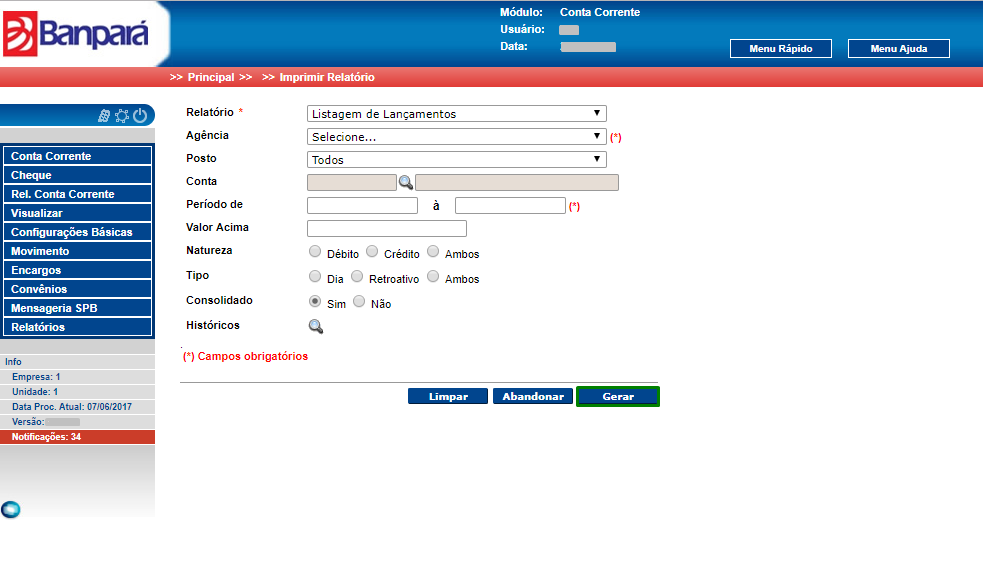 Banpará
Módulo: Conta Corrente
Usuário:
Data:
Menu Rápido
Menu Ajuda
>> Principal >> >> Imprimir Relatório
Conta Corrente
Cheque
Rel. Conta Corrente
Visualizar
Configurações Básicas
Movimento
Encargos
Convênios
Mensageria SPB
Relatórios
Info
Empresa: 1
Unidade: 1
Data Proc. Atual: 07/06/2017
Versão:
Notificações: 34
Relatório * Listagem de Lançamentos
Agência Selecione... (*)
Posto Todos
Conta
Período de à (*)
Valor Acima
Natureza Débito Crédito Ambos
Tipo Dia Retroativo Ambos
Consolidado Sim Não
Históricos
(*) Campos obrigatórios
Limpar Abandonar Gerar